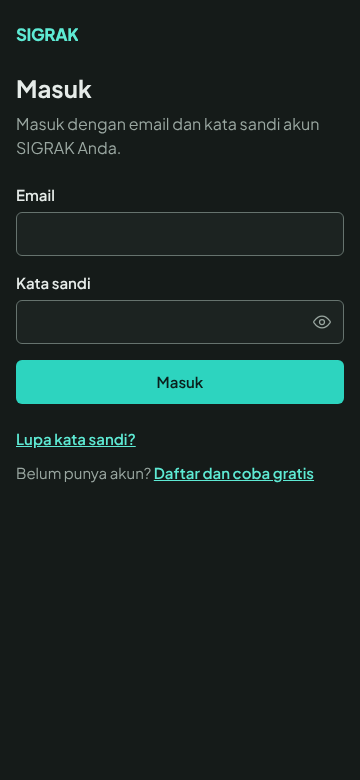 SIGRAK
Masuk
Masuk dengan email dan kata sandi akun
SIGRAK Anda.
Email
Kata sandi
Masuk
Lupa kata sandi?
Belum punya akun? Daftar dan coba gratis